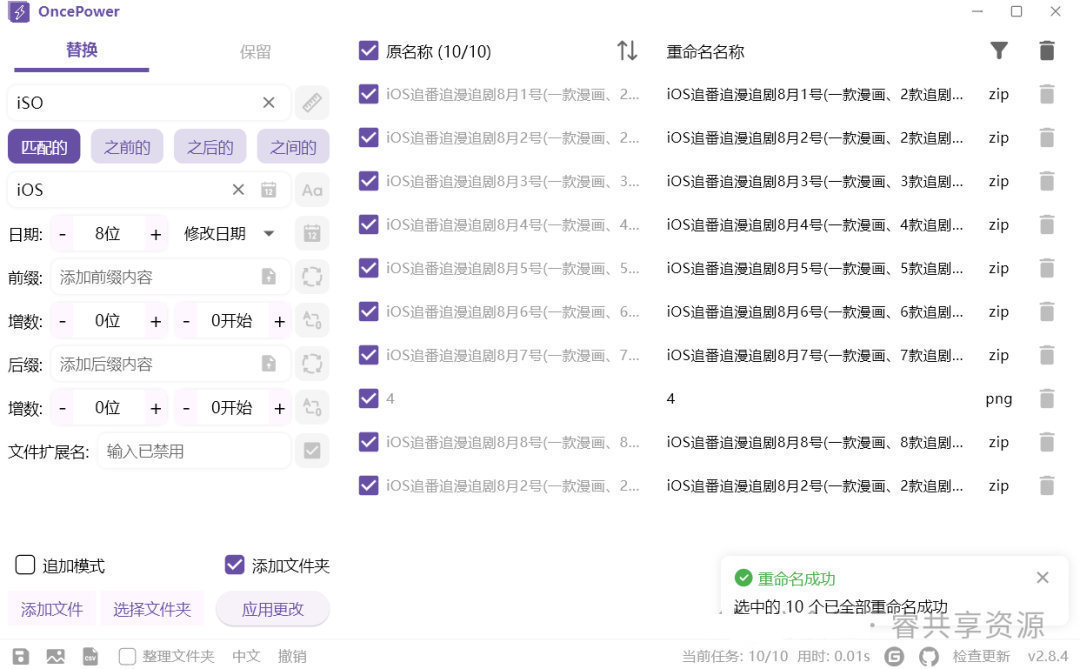 OncePower
替换 保留
iSO
匹配的 之前的 之后的 之间的
iOS Aa
日期: - 8位 + 修改日期
前缀: 添加前缀内容
增数: - 0位 + - 0开始 +
后缀: 添加后缀内容
增数: - 0位 + - 0开始 +
文件扩展名: 输入已禁用
追加模式 添加文件夹
添加文件 选择文件夹 应用更改
原名称 (10/10) 重命名名称
iOS追番追漫追剧8月1号(一款漫画、2... iOS追番追漫追剧8月1号(一款漫画、2款追剧... zip
iOS追番追漫追剧8月2号(一款漫画、2... iOS追番追漫追剧8月2号(一款漫画、2款追剧... zip
iOS追番追漫追剧8月3号(一款漫画、3... iOS追番追漫追剧8月3号(一款漫画、3款追剧... zip
iOS追番追漫追剧8月4号(一款漫画、4... iOS追番追漫追剧8月4号(一款漫画、4款追剧... zip
iOS追番追漫追剧8月5号(一款漫画、5... iOS追番追漫追剧8月5号(一款漫画、5款追剧... zip
iOS追番追漫追剧8月6号(一款漫画、6... iOS追番追漫追剧8月6号(一款漫画、6款追剧... zip
iOS追番追漫追剧8月7号(一款漫画、7... iOS追番追漫追剧8月7号(一款漫画、7款追剧... zip
4 4 png
iOS追番追漫追剧8月8号(一款漫画、8... iOS追番追漫追剧8月8号(一款漫画、8款追剧... zip
iOS追番追漫追剧8月2号(一款漫画、2... iOS追番追漫追剧8月2号(一款漫画、2款追剧... zip
重命名成功
选中的 10 个已全部重命名成功
睿共享资源
CSV 整理文件夹 中文 撤销 当前任务: 10/10 用时: 0.01s 检查更新 v2.8.4